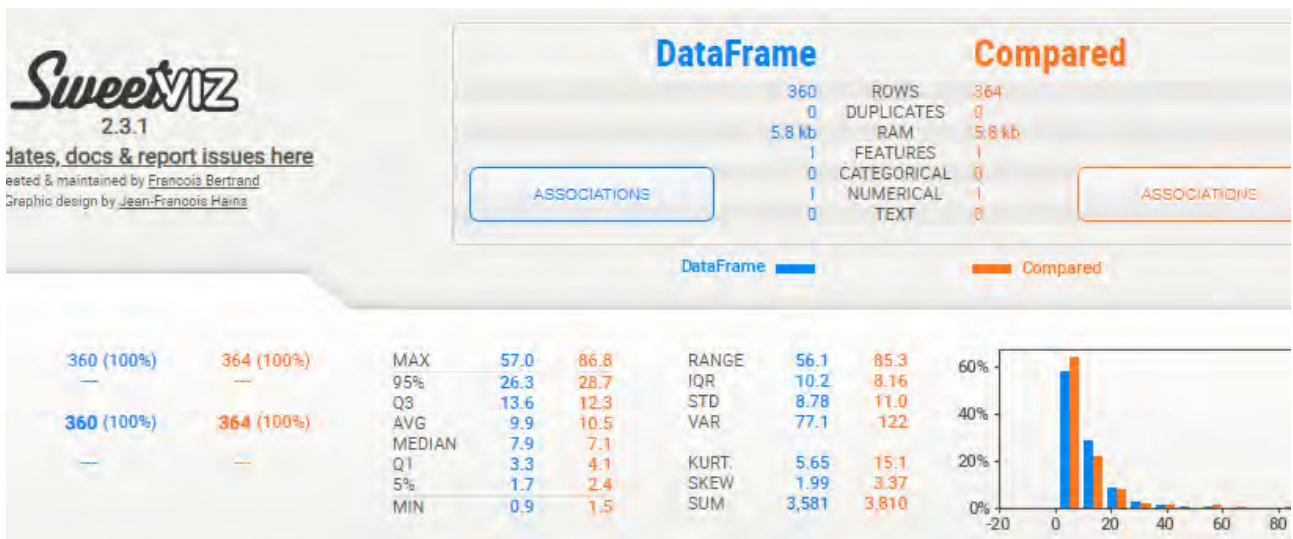 SweetVIZ
2.3.1
dates, docs & report issues here
eated & maintained by Francois Bertrand
Graphic design by Jean-Francois Hains
DataFrame Compared
360 ROWS 364
0 DUPLICATES 0
5.8 kb RAM 5.8 kb
1 FEATURES 1
0 CATEGORICAL 0
1 NUMERICAL 1
0 TEXT 0
ASSOCIATIONS
ASSOCIATIONS
DataFrame Compared
360 (100%) 364 (100%)
--- ---
360 (100%) 364 (100%)
--- ---
MAX 57.0 86.8
95% 26.3 28.7
Q3 13.6 12.3
AVG 9.9 10.5
MEDIAN 7.9 7.1
Q1 3.3 4.1
5% 1.7 2.4
MIN 0.9 1.5
RANGE 56.1 85.3
IQR 10.2 8.16
STD 8.78 11.0
VAR 77.1 122
KURT. 5.65 15.1
SKEW 1.99 3.37
SUM 3,581 3,810
60%
40%
20%
0%
-20 0 20 40 60 80